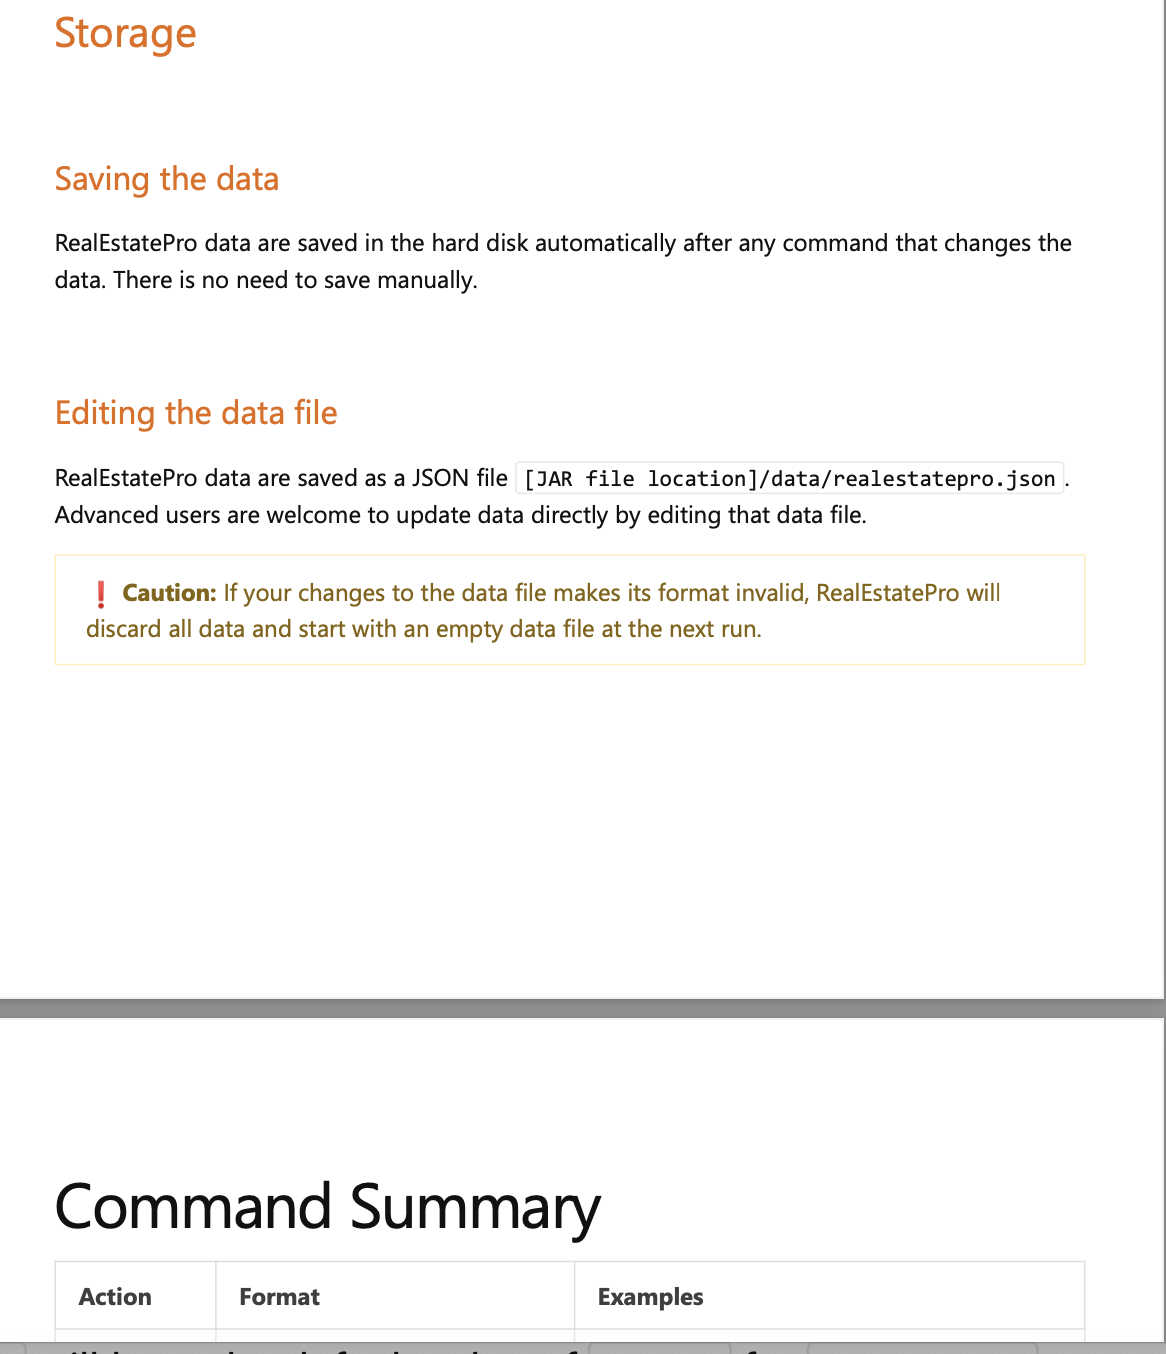 Storage
Saving the data
RealEstatePro data are saved in the hard disk automatically after any command that changes the
data. There is no need to save manually.
Editing the data file
RealEstatePro data are saved as a JSON file [JAR file location]/data/realestatepro.json.
Advanced users are welcome to update data directly by editing that data file.
❗ Caution: If your changes to the data file makes its format invalid, RealEstatePro will
discard all data and start with an empty data file at the next run.
Command Summary
Action Format Examples